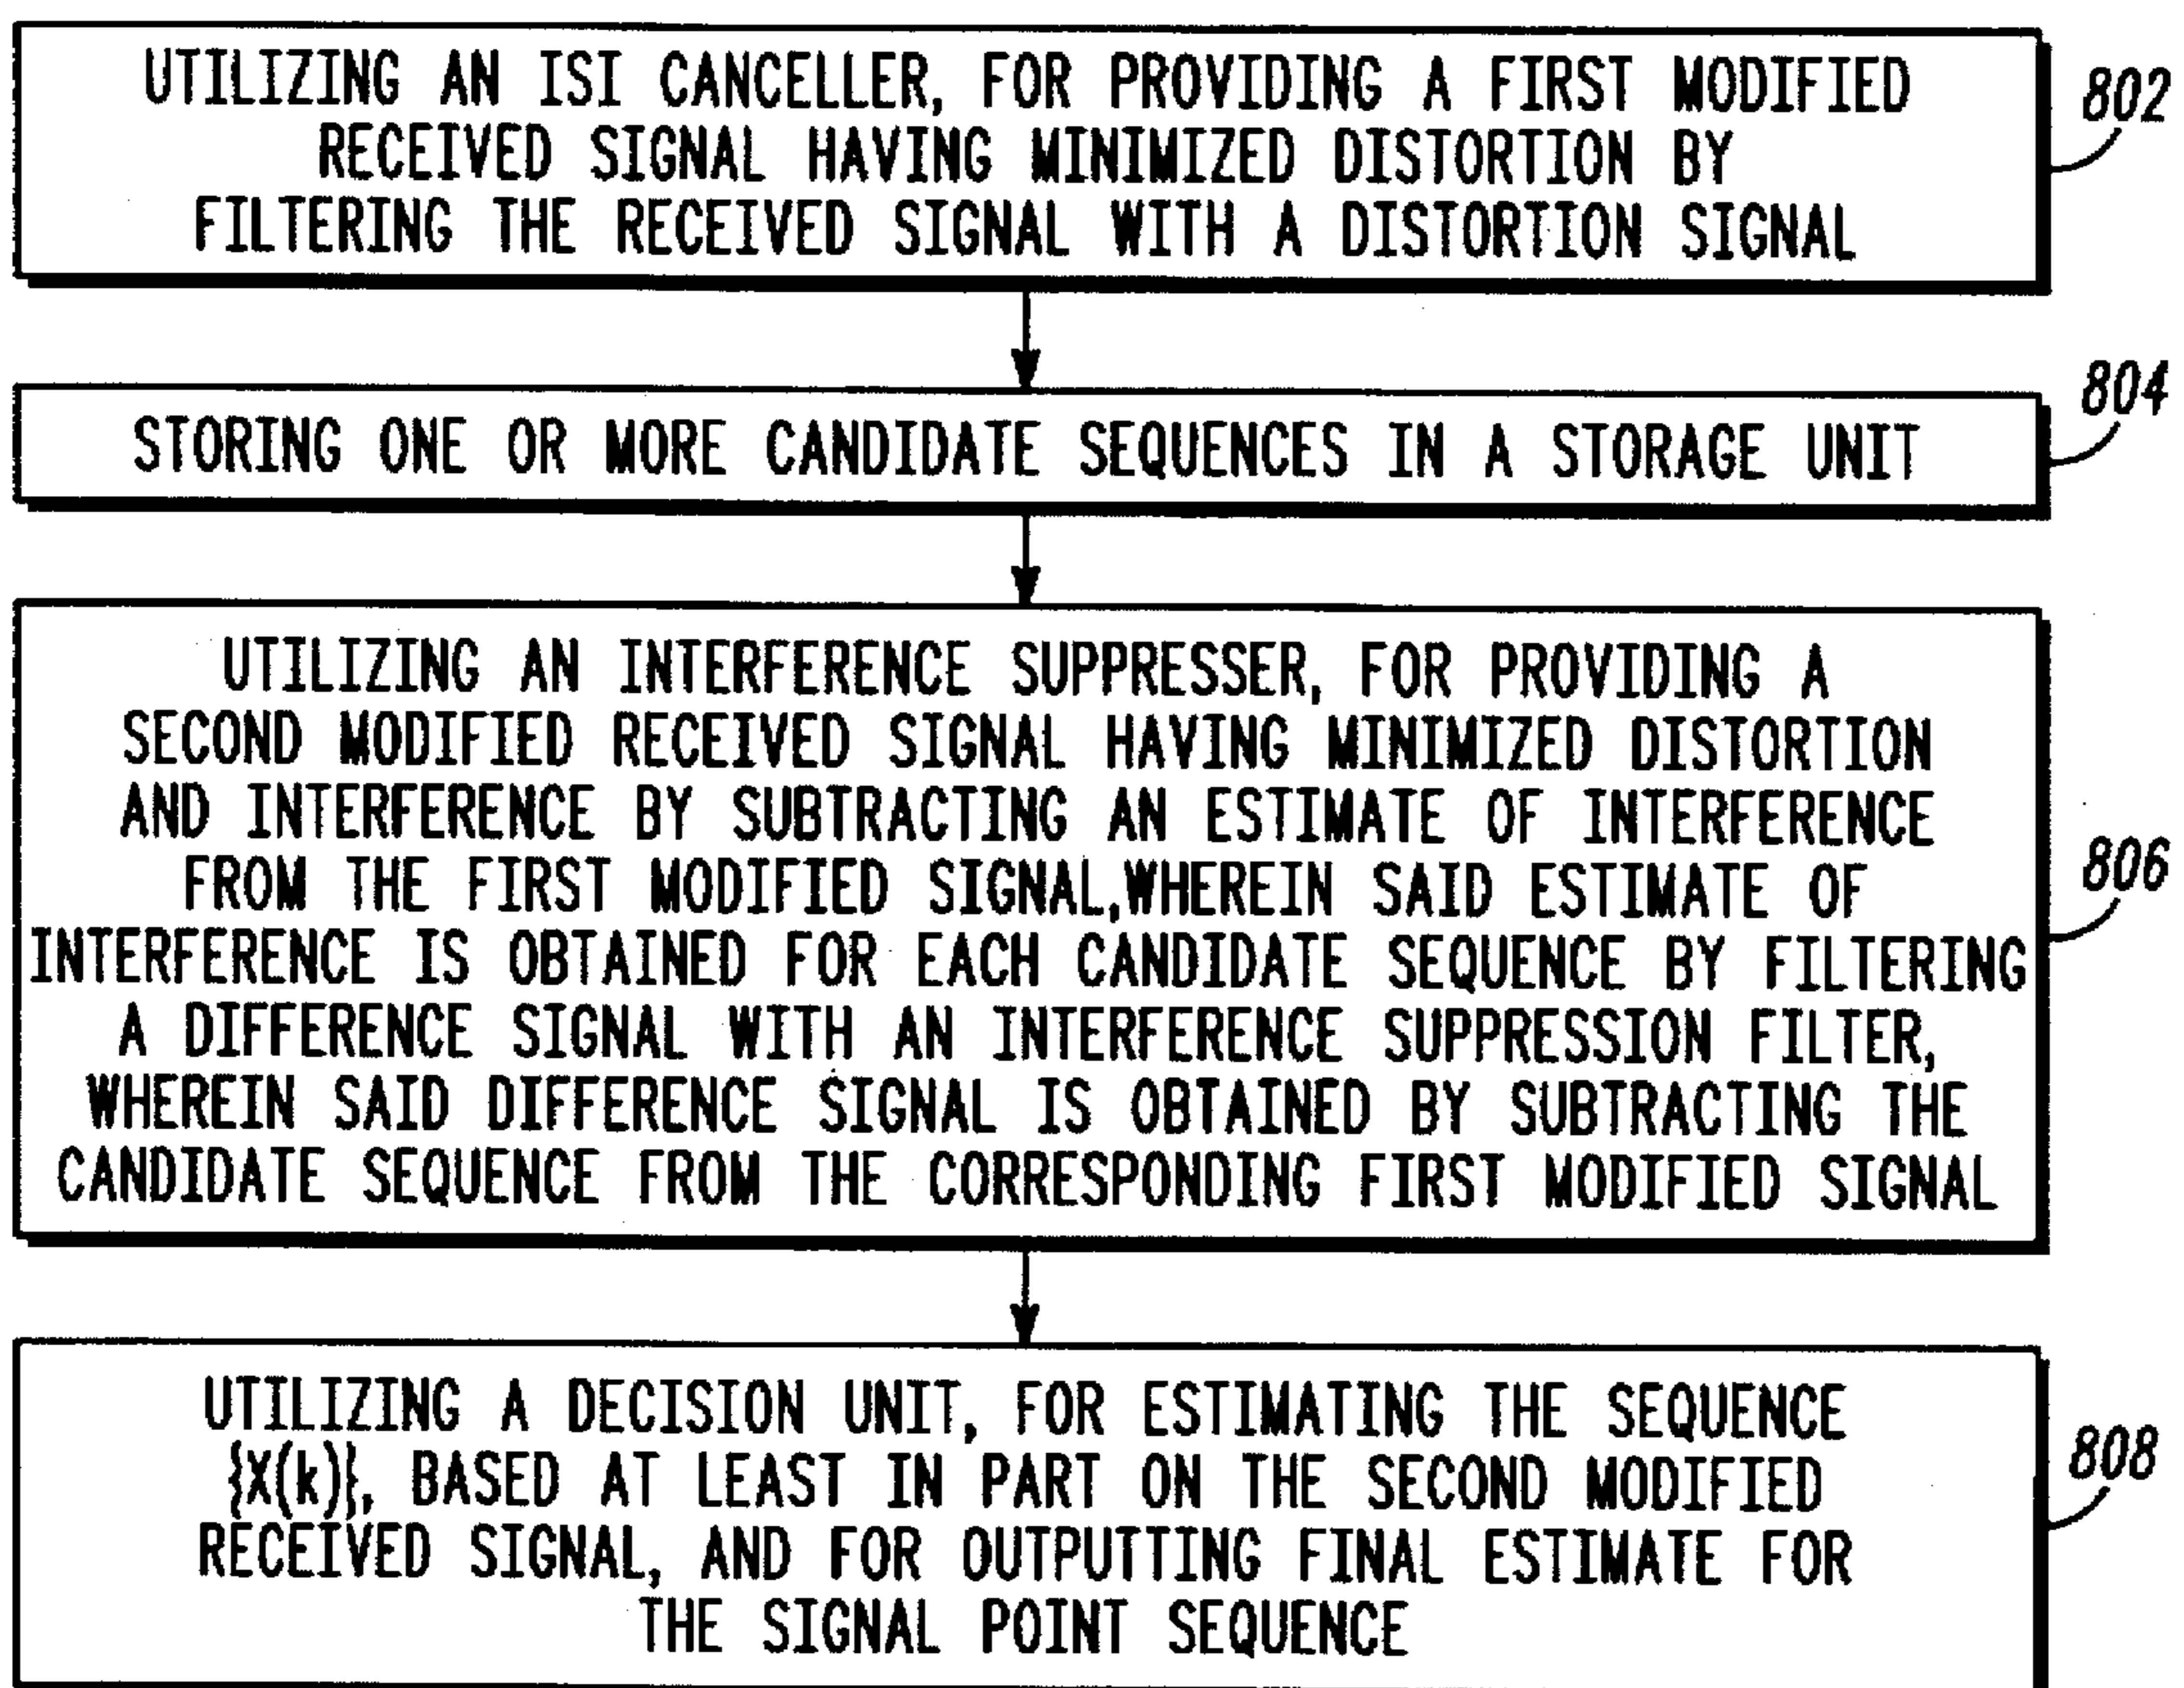 UTILIZING AN ISI CANCELLER, FOR PROVIDING A FIRST MODIFIED
RECEIVED SIGNAL HAVING MINIMIZED DISTORTION BY
FILTERING THE RECEIVED SIGNAL WITH A DISTORTION SIGNAL
802
STORING ONE OR MORE CANDIDATE SEQUENCES IN A STORAGE UNIT
804
UTILIZING AN INTERFERENCE SUPPRESSER, FOR PROVIDING A
SECOND MODIFIED RECEIVED SIGNAL HAVING MINIMIZED DISTORTION
AND INTERFERENCE BY SUBTRACTING AN ESTIMATE OF INTERFERENCE
FROM THE FIRST MODIFIED SIGNAL,WHEREIN SAID ESTIMATE OF
INTERFERENCE IS OBTAINED FOR EACH CANDIDATE SEQUENCE BY FILTERING
A DIFFERENCE SIGNAL WITH AN INTERFERENCE SUPPRESSION FILTER,
WHEREIN SAID DIFFERENCE SIGNAL IS OBTAINED BY SUBTRACTING THE
CANDIDATE SEQUENCE FROM THE CORRESPONDING FIRST MODIFIED SIGNAL
806
UTILIZING A DECISION UNIT, FOR ESTIMATING THE SEQUENCE
{X(k)}, BASED AT LEAST IN PART ON THE SECOND MODIFIED
RECEIVED SIGNAL, AND FOR OUTPUTTING FINAL ESTIMATE FOR
THE SIGNAL POINT SEQUENCE
808